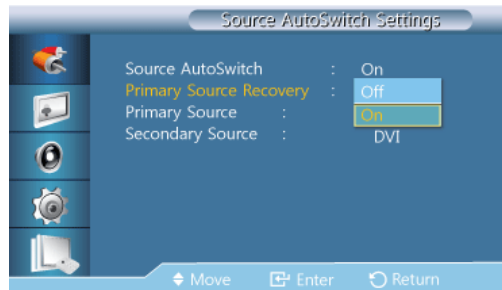 Source AutoSwitch Settings
Source AutoSwitch : On
Primary Source Recovery : Off
Primary Source : On
Secondary Source : DVI
Move Enter Return